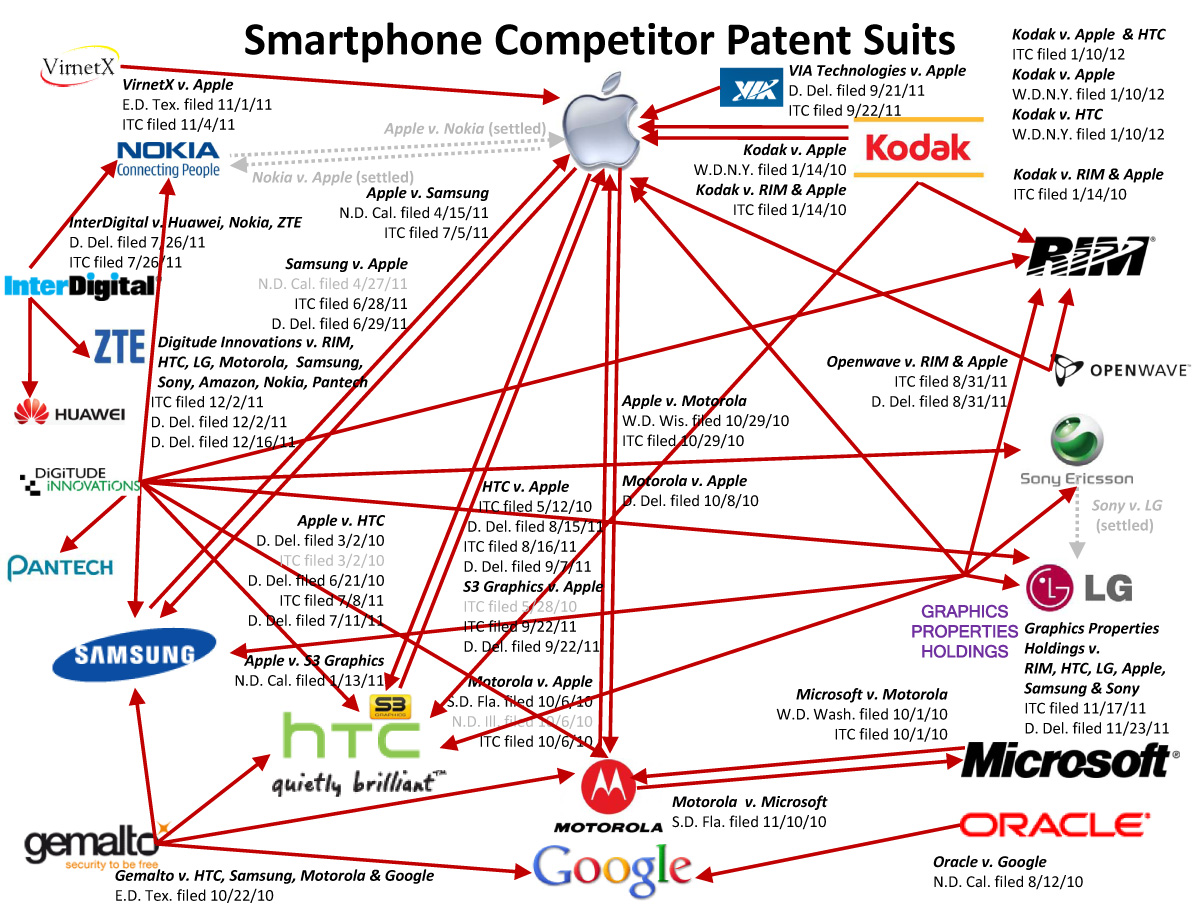 Smartphone Competitor Patent Suits
VirnetX
VirnetX v. Apple
E.D. Tex. filed 11/1/11
ITC filed 11/4/11
NOKIA
Connecting People
Apple v. Nokia (settled)
Nokia v. Apple (settled)
VIA
VIA Technologies v. Apple
D. Del. filed 9/21/11
ITC filed 9/22/11
Kodak
Kodak v. Apple & HTC
ITC filed 1/10/12
Kodak v. Apple
W.D.N.Y. filed 1/10/12
Kodak v. HTC
W.D.N.Y. filed 1/10/12
Kodak v. RIM & Apple
ITC filed 1/14/10
Kodak v. Apple
W.D.N.Y. filed 1/14/10
Kodak v. RIM & Apple
ITC filed 1/14/10
Apple v. Samsung
N.D. Cal. filed 4/15/11
ITC filed 7/5/11
InterDigital v. Huawei, Nokia, ZTE
D. Del. filed 7/26/11
ITC filed 7/26/11
InterDigital
Samsung v. Apple
N.D. Cal. filed 4/27/11
ITC filed 6/28/11
D. Del. filed 6/29/11
RIM®
ZTE
HUAWEI
Digitude Innovations v. RIM,
HTC, LG, Motorola, Samsung,
Sony, Amazon, Nokia, Pantech
ITC filed 12/2/11
D. Del. filed 12/2/11
D. Del. filed 12/16/11
Openwave v. RIM & Apple
ITC filed 8/31/11
D. Del. filed 8/31/11
OPENWAVE™
Apple v. Motorola
W.D. Wis. filed 10/29/10
ITC filed 10/29/10
Motorola v. Apple
D. Del. filed 10/8/10
Sony Ericsson
Sony v. LG
(settled)
DiGiTUDE
iNNOVATiONS
PANTECH
HTC v. Apple
ITC filed 5/12/10
D. Del. filed 8/15/11
ITC filed 8/16/11
D. Del. filed 9/7/11
S3 Graphics v. Apple
ITC filed 5/28/10
ITC filed 9/22/11
D. Del. filed 9/22/11
Apple v. HTC
D. Del. filed 3/2/10
ITC filed 3/2/10
D. Del. filed 6/21/10
ITC filed 7/8/11
D. Del. filed 7/11/11
LG
LG
GRAPHICS
PROPERTIES
HOLDINGS
Graphics Properties
Holdings v.
RIM, HTC, LG, Apple,
Samsung & Sony
ITC filed 11/17/11
D. Del. filed 11/23/11
SAMSUNG
Apple v. S3 Graphics
N.D. Cal. filed 1/13/11
Motorola v. Apple
S.D. Fla. filed 10/6/10
N.D. Ill. filed 10/6/10
ITC filed 10/6/10
S3
GRAPHICS
hTC
quietly brilliant™
Microsoft v. Motorola
W.D. Wash. filed 10/1/10
ITC filed 10/1/10
Microsoft®
MOTOROLA
Motorola v. Microsoft
S.D. Fla. filed 11/10/10
gemalto
security to be free
Gemalto v. HTC, Samsung, Motorola & Google
E.D. Tex. filed 10/22/10
Google
ORACLE®
Oracle v. Google
N.D. Cal. filed 8/12/10